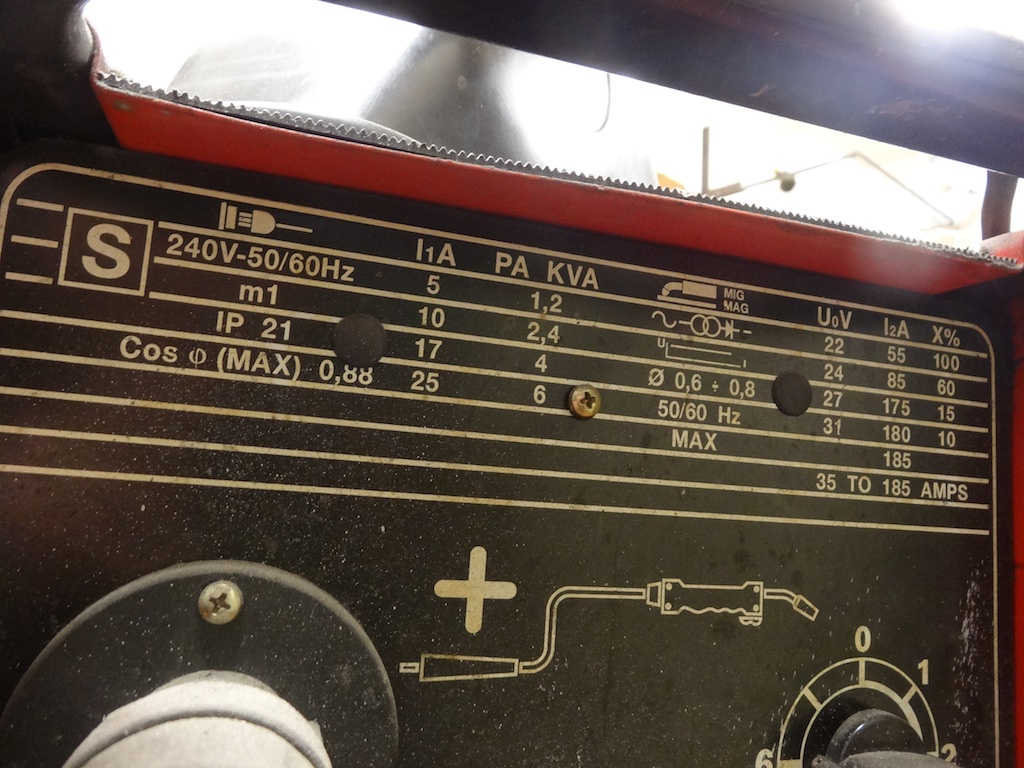 S
240V-50/60Hz I1A PA KVA MIG MAG U0V I2A X%
m1 5 1,2 22 55 100
IP 21 10 2,4 U I 24 85 60
Cos φ (MAX) 0,88 17 4 Ø 0,6 ÷ 0,8 27 175 15
25 6 50/60 Hz 31 180 10
MAX 185
35 TO 185 AMPS
0
1
2
6